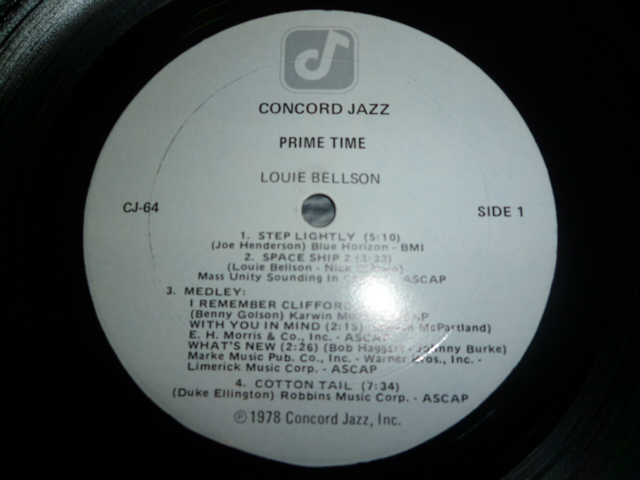 CONCORD JAZZ
PRIME TIME
LOUIE BELLSON
CJ-64
SIDE 1
1. STEP LIGHTLY (5:10)
(Joe Henderson) Blue Horizon - BMI
2. SPACE SHIP 2 (3:33)
(Louie Bellson - Nick
Mass Unity Sounding In ASCAP
3. MEDLEY:
I REMEMBER CLIFFORD
(Benny Golson) Karwin
WITH YOU IN MIND (2:15) McPartland)
E. H. Morris & Co., Inc. - ASCAP
WHAT'S NEW (2:26) (Bob Haggart - Johnny Burke)
Marke Music Pub. Co., Inc. - Warner Bros., Inc. -
Limerick Music Corp. - ASCAP
4. COTTON TAIL (7:34)
(Duke Ellington) Robbins Music Corp. - ASCAP
℗ 1978 Concord Jazz, Inc.